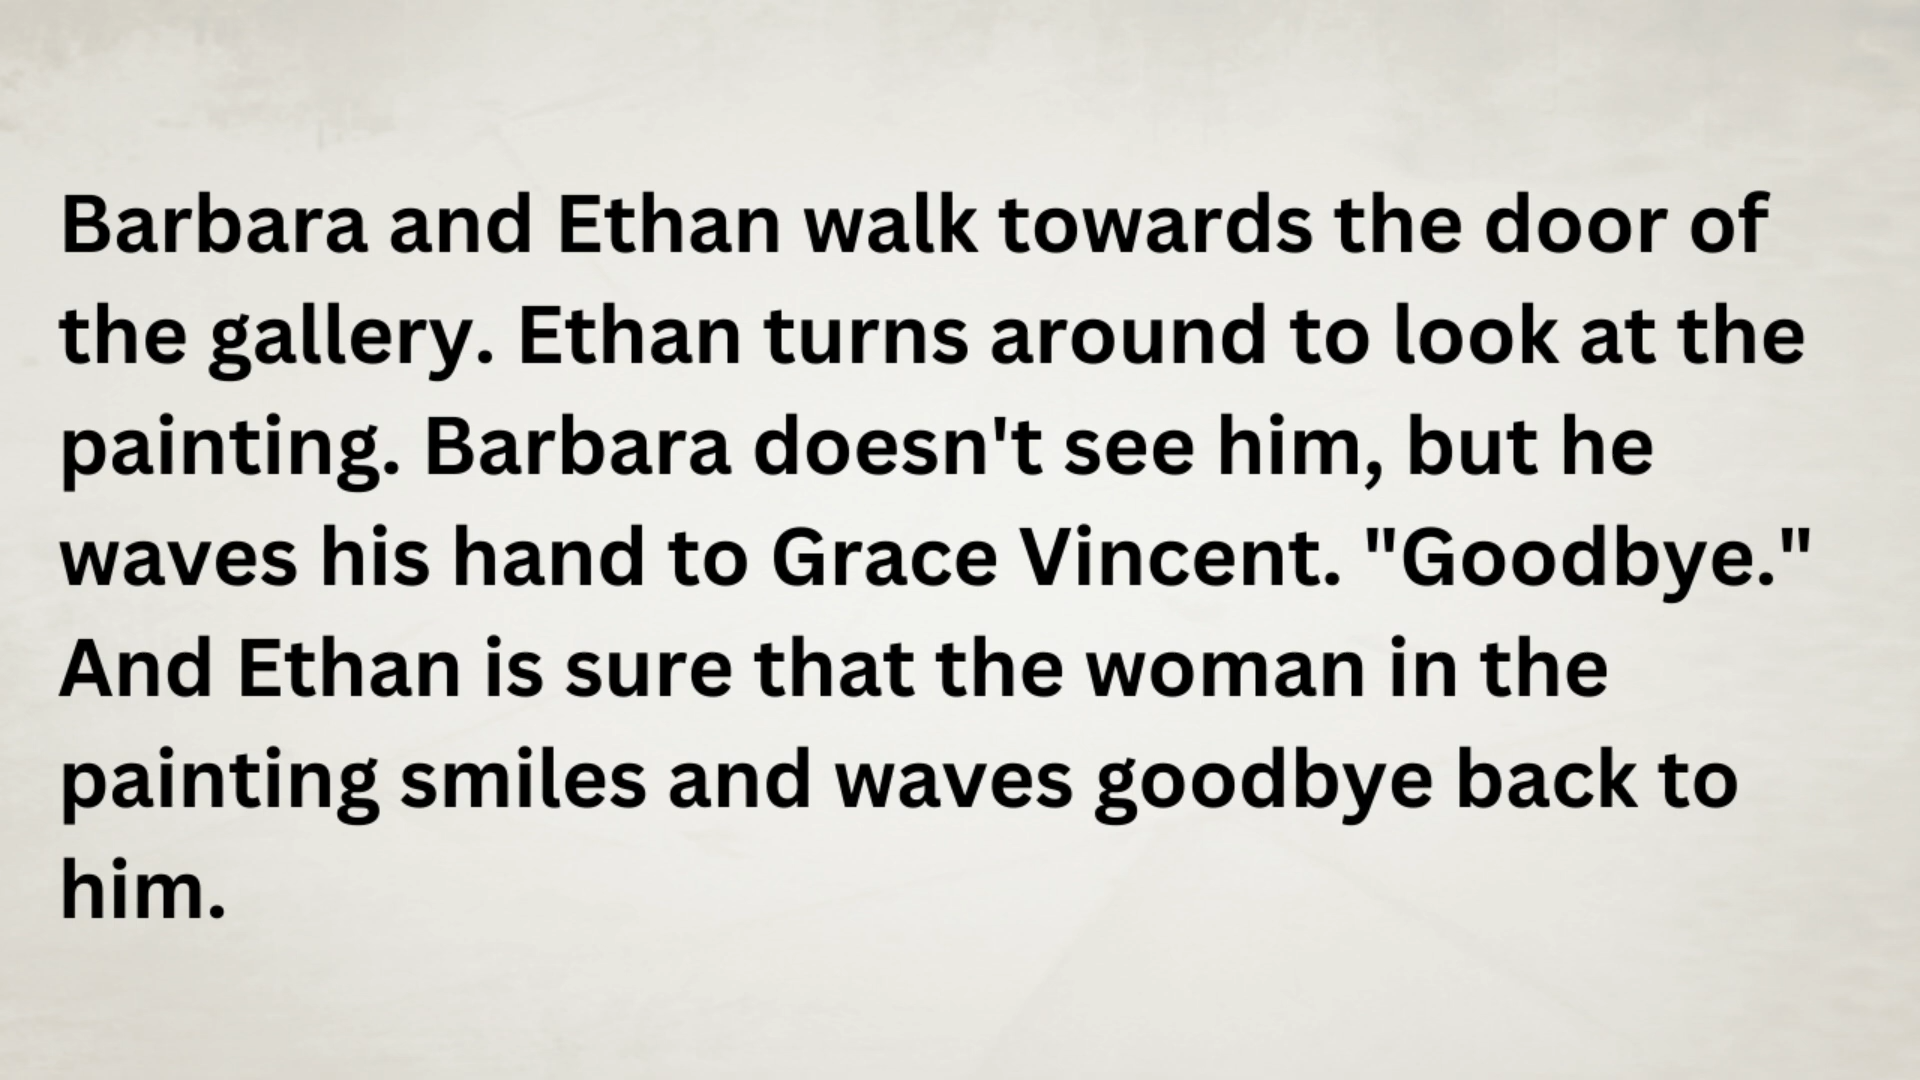 Barbara and Ethan walk towards the door of
the gallery. Ethan turns around to look at the
painting. Barbara doesn't see him, but he
waves his hand to Grace Vincent. "Goodbye."
And Ethan is sure that the woman in the
painting smiles and waves goodbye back to
him.